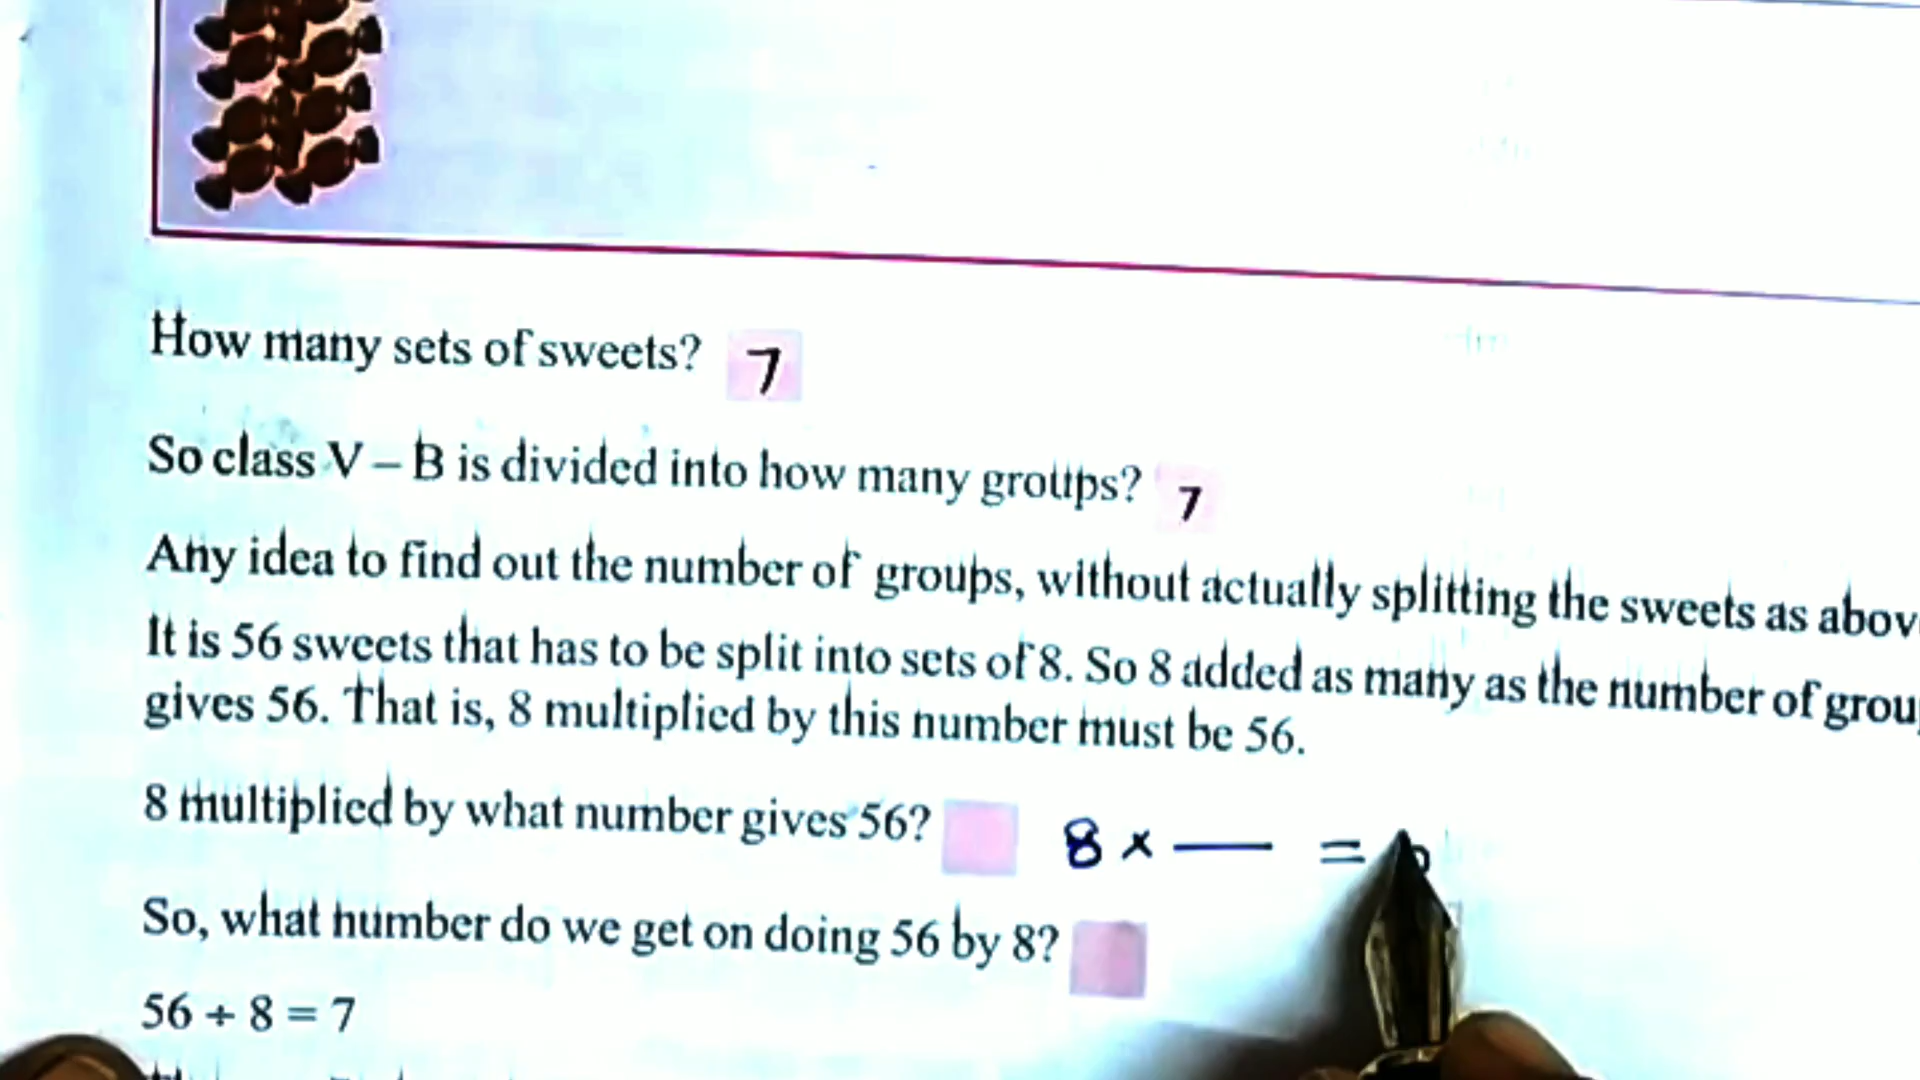 How many sets of sweets? 7
So class V – B is divided into how many groups? 7
Any idea to find out the number of groups, without actually splitting the sweets as abov
It is 56 sweets that has to be split into sets of 8. So 8 added as many as the number of grou
gives 56. That is, 8 multiplied by this number must be 56.
8 multiplied by what number gives 56? 8 × — =
So, what number do we get on doing 56 by 8?
56 ÷ 8 = 7